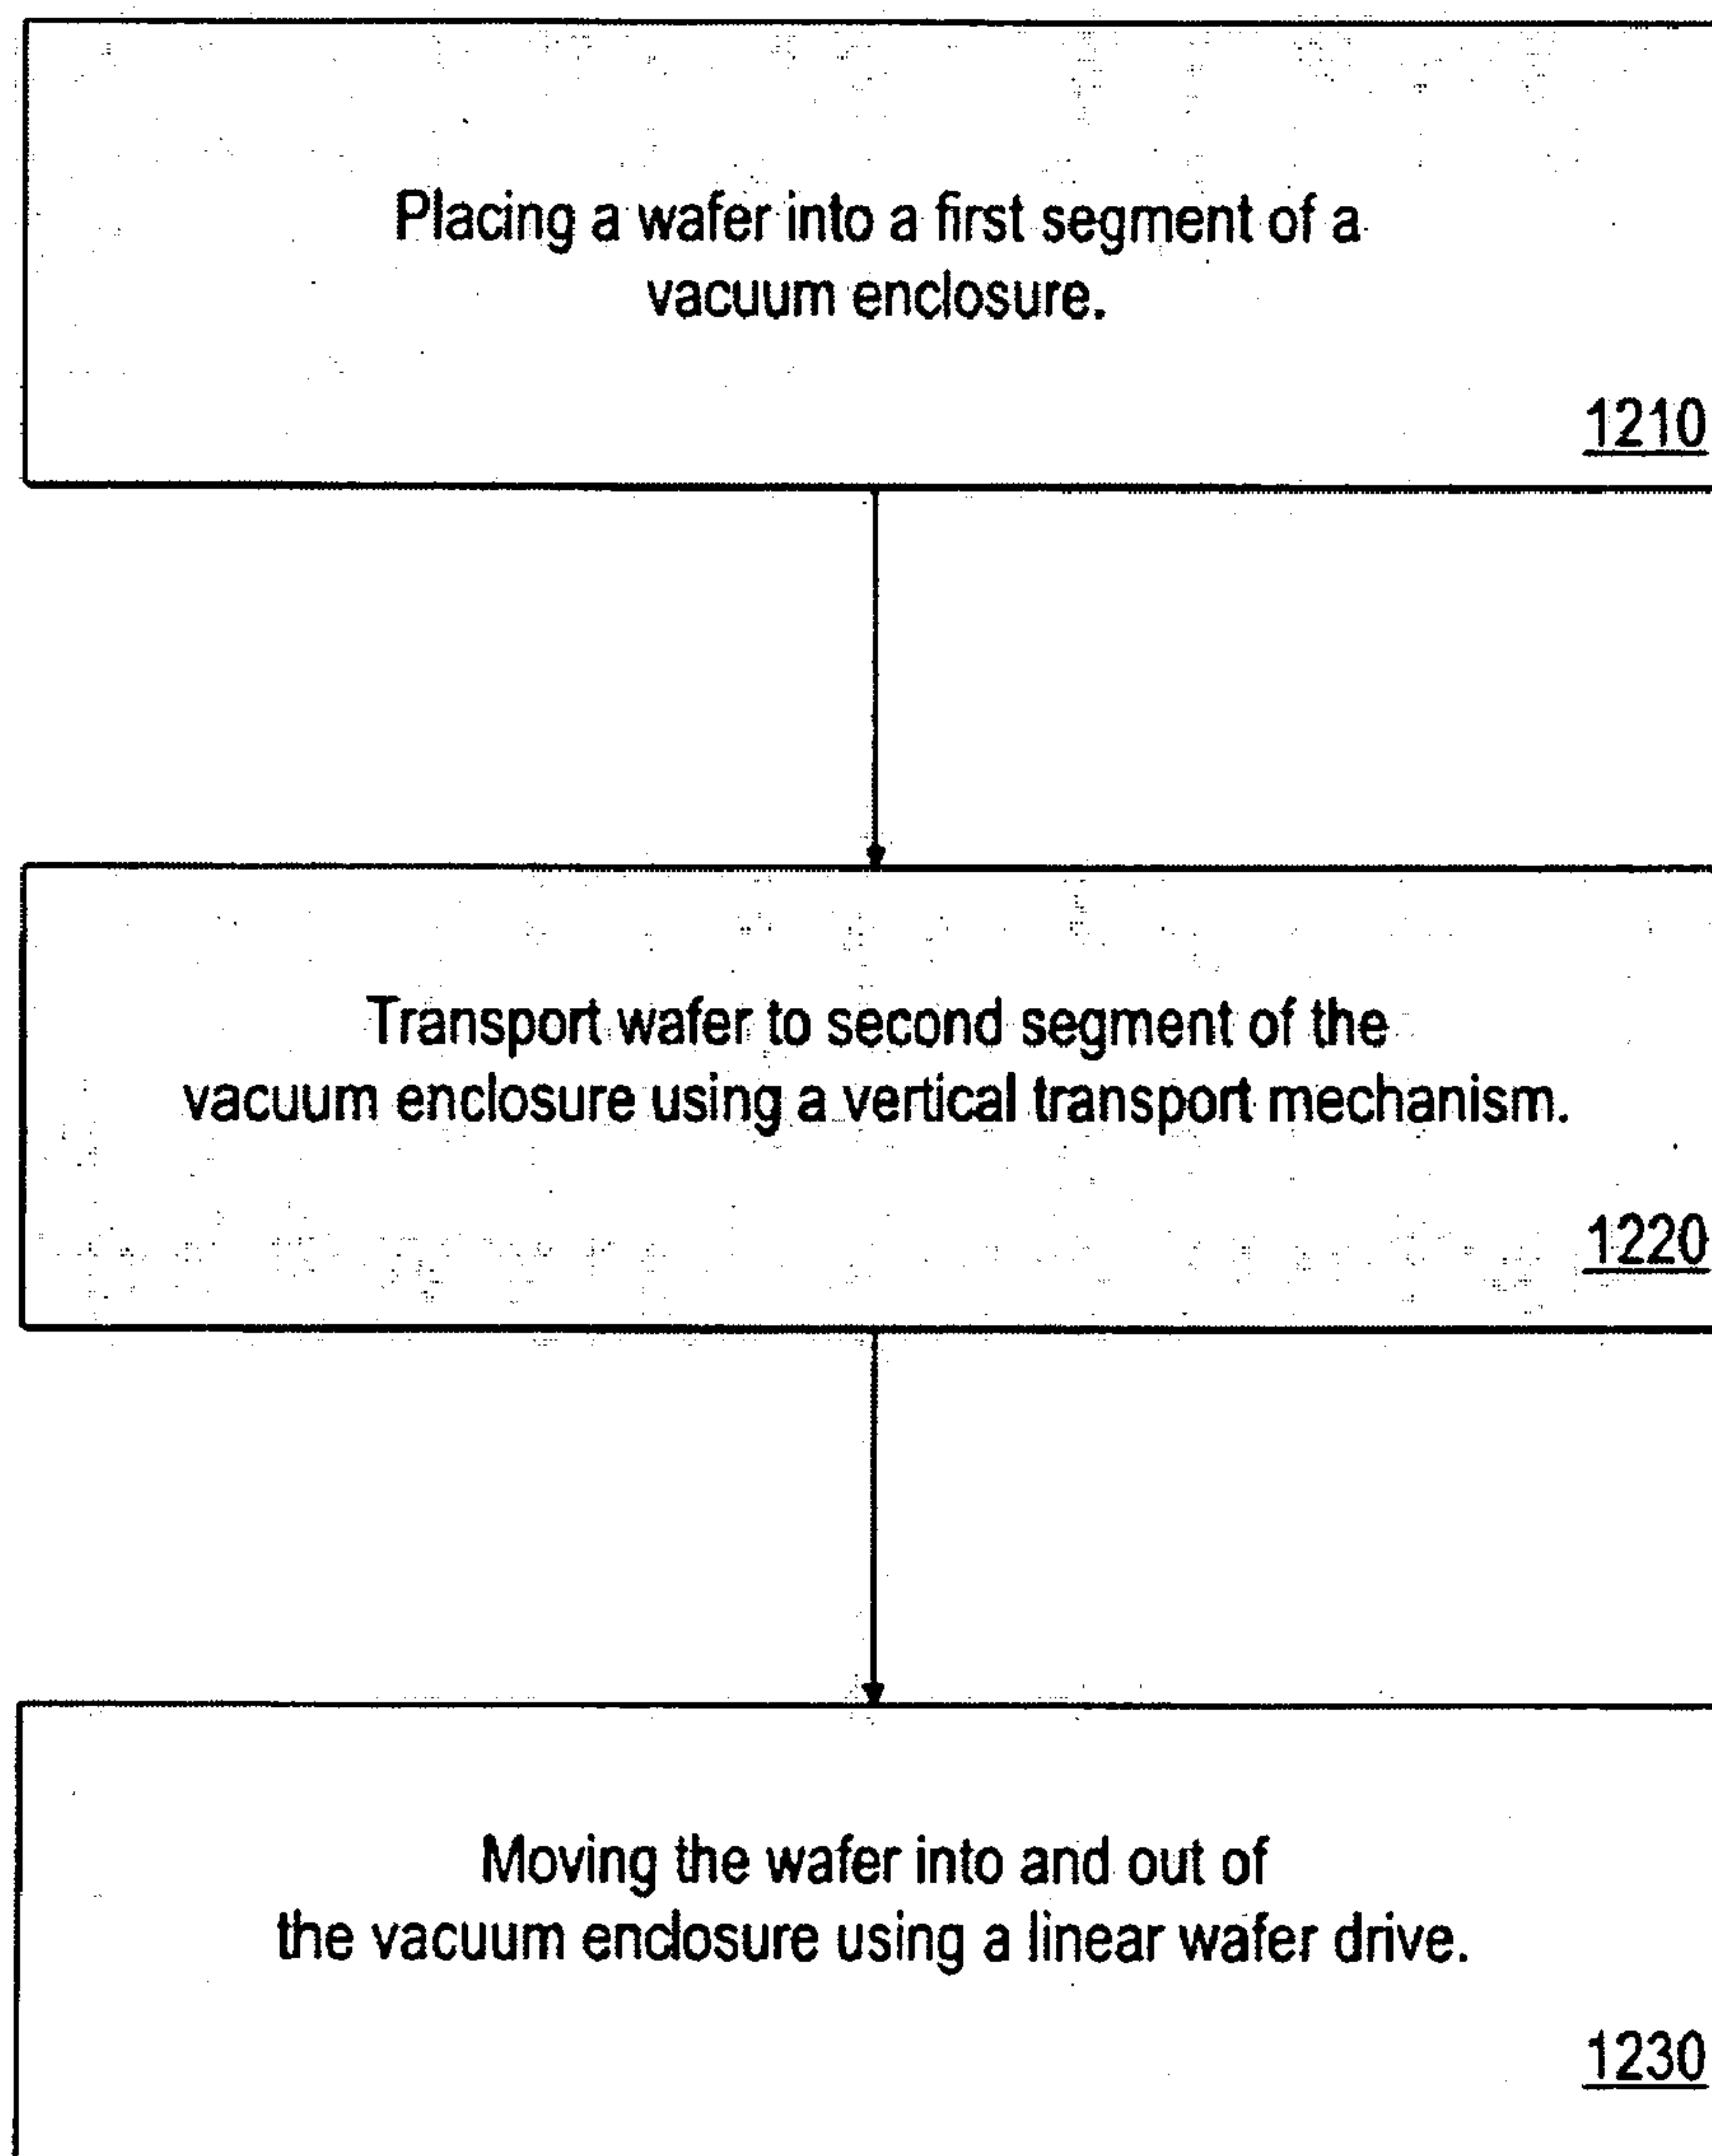 Placing a wafer into a first segment of a
vacuum enclosure.
1210
Transport wafer to second segment of the
vacuum enclosure using a vertical transport mechanism.
1220
Moving the wafer into and out of
the vacuum enclosure using a linear wafer drive.
1230